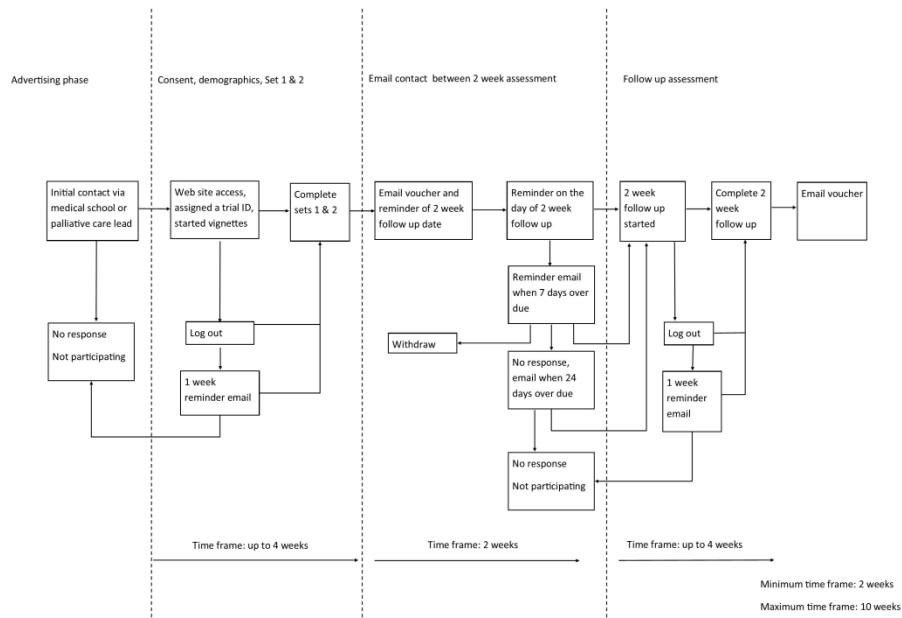 Advertising phase
Consent, demographics, Set 1 & 2
Email contact  between 2 week assessment
Follow up assessment
Initial contact via
medical school or
palliative care lead
Web site access,
assigned a trial ID,
started vignettes
Complete
sets 1 & 2
Email voucher and
reminder of 2 week
follow up date
Reminder on the
day of 2 week
follow up
2 week
follow up
started
Complete 2
week
follow up
Email voucher
Reminder email
when 7 days over
due
No response
Not participating
Log out
Withdraw
Log out
No response,
email when 24
days over due
1 week
reminder email
1 week
reminder
email
No response
Not participating
Time frame: up to 4 weeks
Time frame: 2 weeks
Time frame: up to 4 weeks
Minimum time frame: 2 weeks
Maximum time frame: 10 weeks